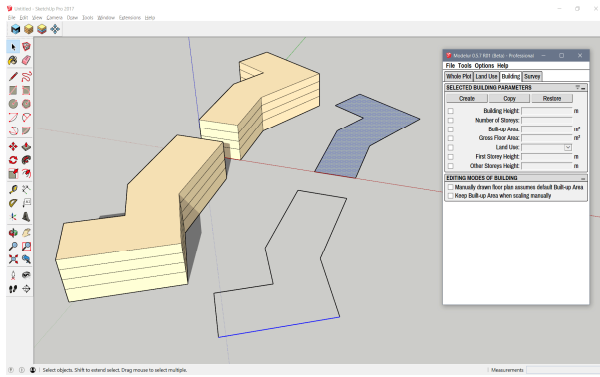 Untitled - SketchUp Pro 2017
File Edit View Camera Draw Tools Window Extensions Help
Modelur 0.5.7 R01 (Beta) - Professional
File Tools Options Help
Whole Plot Land Use Building Survey
SELECTED BUILDING PARAMETERS
Create Copy Restore
Building Height: m
Number of Storeys:
Built-up Area: m²
Gross Floor Area: m²
Land Use:
First Storey Height: m
Other Storeys Height: m
EDITING MODES OF BUILDING
Manually drawn floor plan assumes default Built-up Area
Keep Built-up Area when scaling manually
Select objects. Shift to extend select. Drag mouse to select multiple.
Measurements